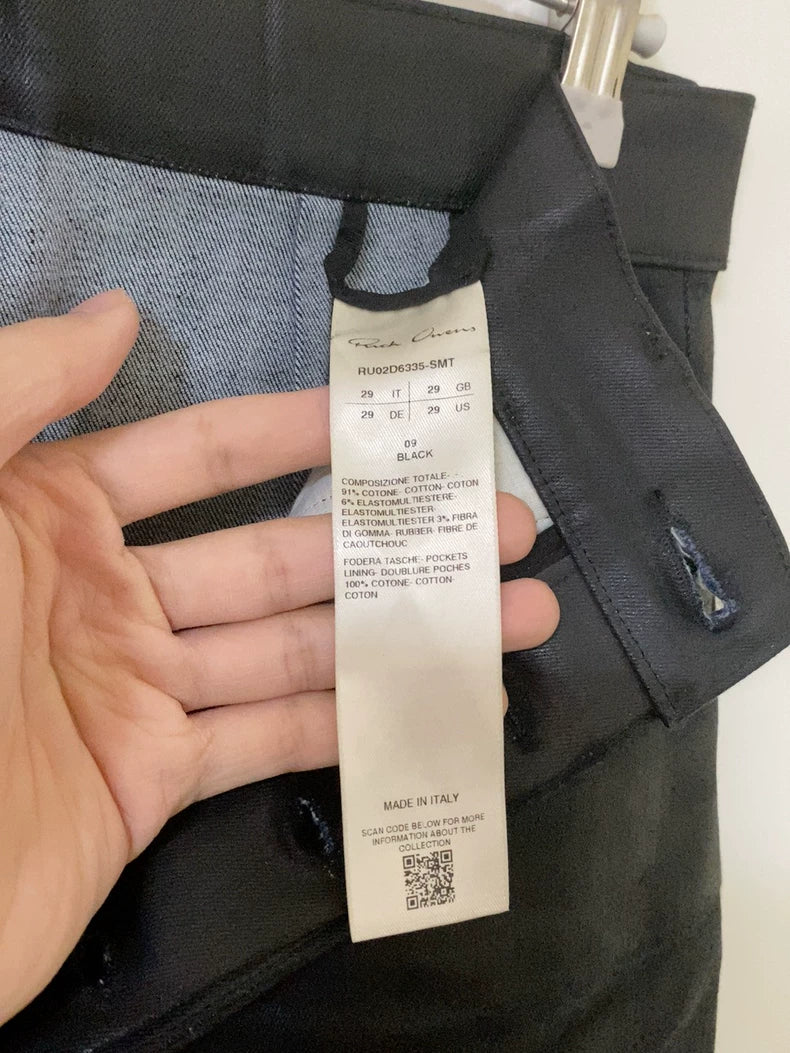 Rick Owens
RU02D6335-SMT
29 IT 29 GB
29 DE 29 US
09
BLACK
COMPOSIZIONE TOTALE- -
91% COTONE- COTTON- COTON
6% ELASTOMULTIESTERE-
ELASTOMULTIESTER-
ELASTOMULTIESTER 3% FIBRA
DI GOMMA- RUBBER- FIBRE DE
CAOUTCHOUC
FODERA TASCHE- POCKETS
LINING- DOUBLURE POCHES
100% COTONE- COTTON-
COTON
MADE IN ITALY
SCAN CODE BELOW FOR MORE
INFORMATION ABOUT THE
COLLECTION